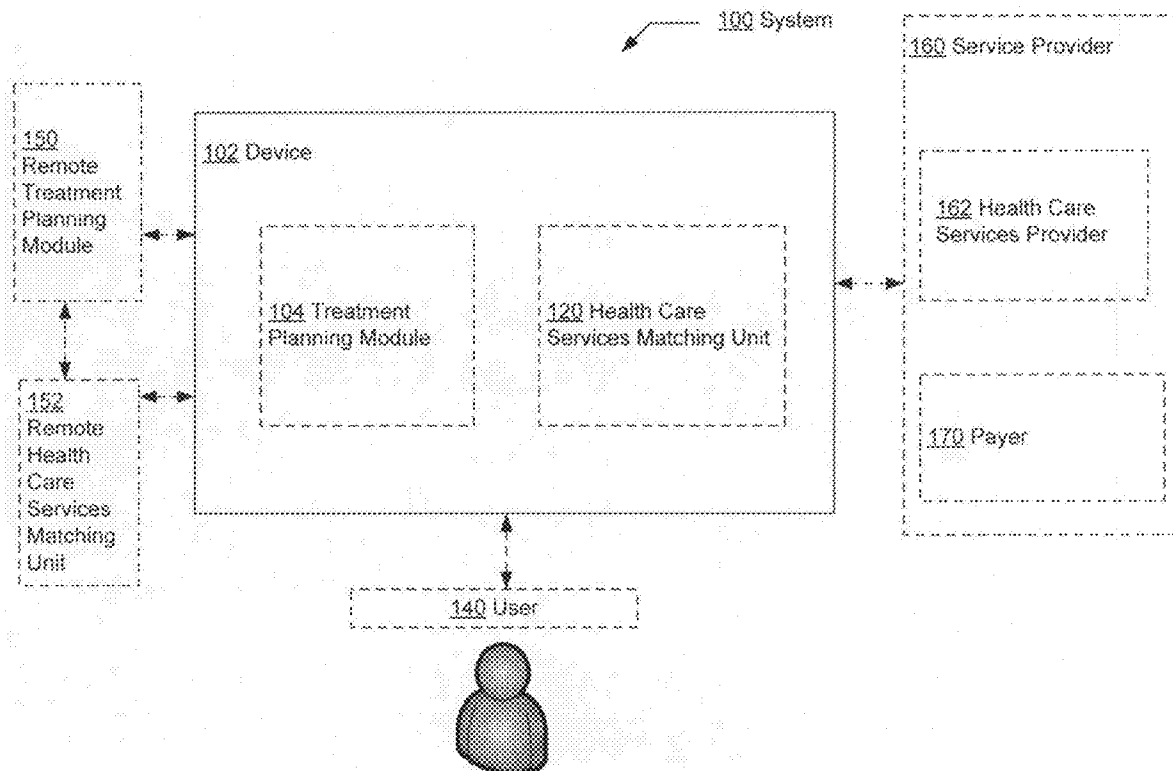 100 System
160 Service Provider
150
Remote
Treatment
Planning
Module
102 Device
162 Health Care
Services Provider
104 Treatment
Planning Module
120 Health Care
Services Matching Unit
152
Remote
Health
Care
Services
Matching
Unit
170 Payer
140 User